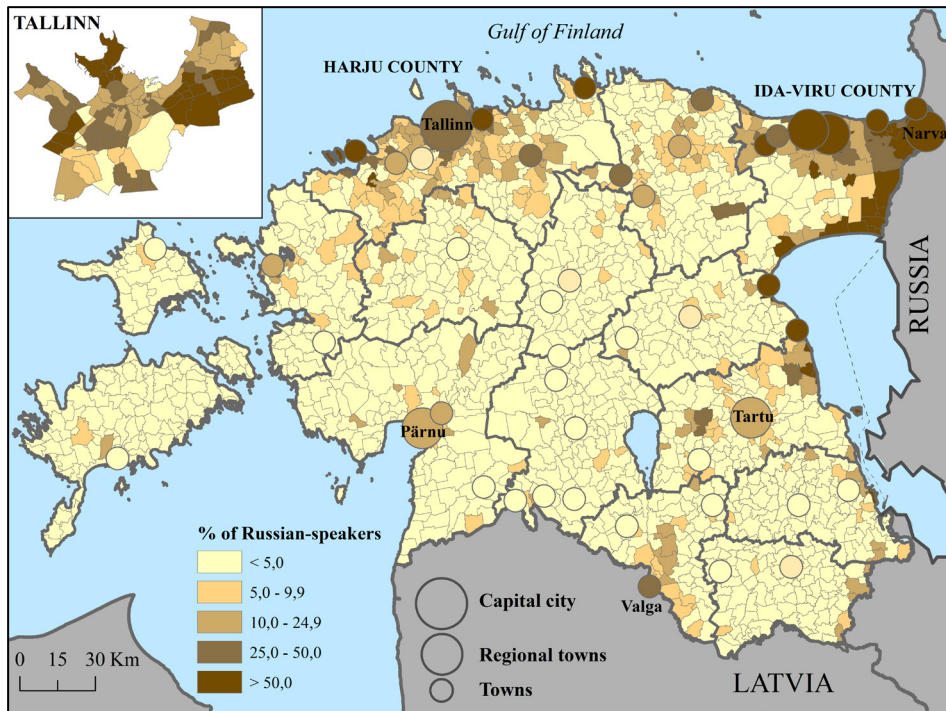 TALLINN
Gulf of Finland
HARJU COUNTY
IDA-VIRU COUNTY
Tallinn
Narva
RUSSIA
Tartu
Pärnu
% of Russian-speakers
< 5,0
5,0 - 9,9
10,0 - 24,9
25,0 - 50,0
> 50,0
Capital city
Regional towns
Towns
Valga
0 15 30 Km
LATVIA